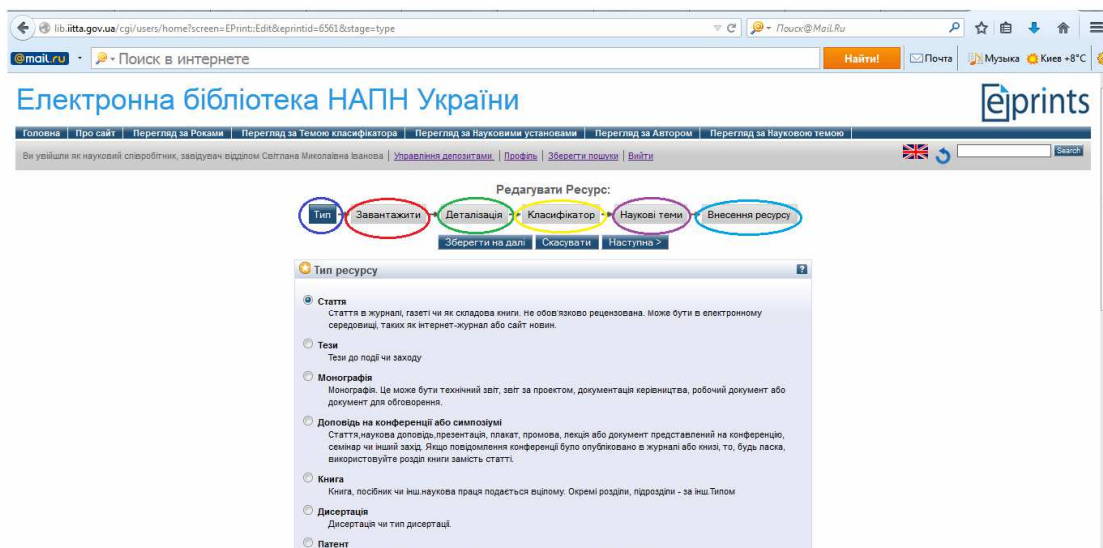 lib.iitta.gov.ua/cgi/users/home?screen=EPrint::Edit&eprintid=6561&stage=type
Поиск@Mail.Ru
@mail.ru Поиск в интернете Найти! Почта Музыка Киев +8°C
Електронна бібліотека НАПН України
eprints
Головна Про сайт Перегляд за Роками Перегляд за Темою класифікатора Перегляд за Науковими установами Перегляд за Автором Перегляд за Науковою темою
Ви увійшли як науковий співробітник, завідувач відділом Світлана Миколаївна Іванова | Управління депозитами | Профіль | Зберегти пошуки | Вийти Search
Редагувати Ресурс:
Тип Завантажити Деталізація Класифікатор Наукові теми Внесення ресурсу
Зберегти на далі Скасувати Наступна >
Тип ресурсу ?
Стаття
Стаття в журналі, газеті чи як складова книги. Не обов'язково рецензована. Може бути в електронному
середовищі, таких як інтернет-журнал або сайт новин.
Тези
Тези до події чи заходу
Монографія
Монографія. Це може бути технічний звіт, звіт за проектом, документація керівництва, робочий документ або
документ для обговорення.
Доповідь на конференції або симпозіумі
Стаття,наукова доповідь,презентація, плакат, промова, лекція або документ представлений на конференцію,
семінар чи інший захід. Якщо повідомлення конференції було опубліковано в журналі або книзі, то, будь ласка,
використовуйте розділ книги замість статті.
Книга
Книга, посібник чи інш.наукова праця подається вцілому. Окремі розділи, підрозділи - за інш.Типом
Дисертація
Дисертація чи тип дисертації.
Патент